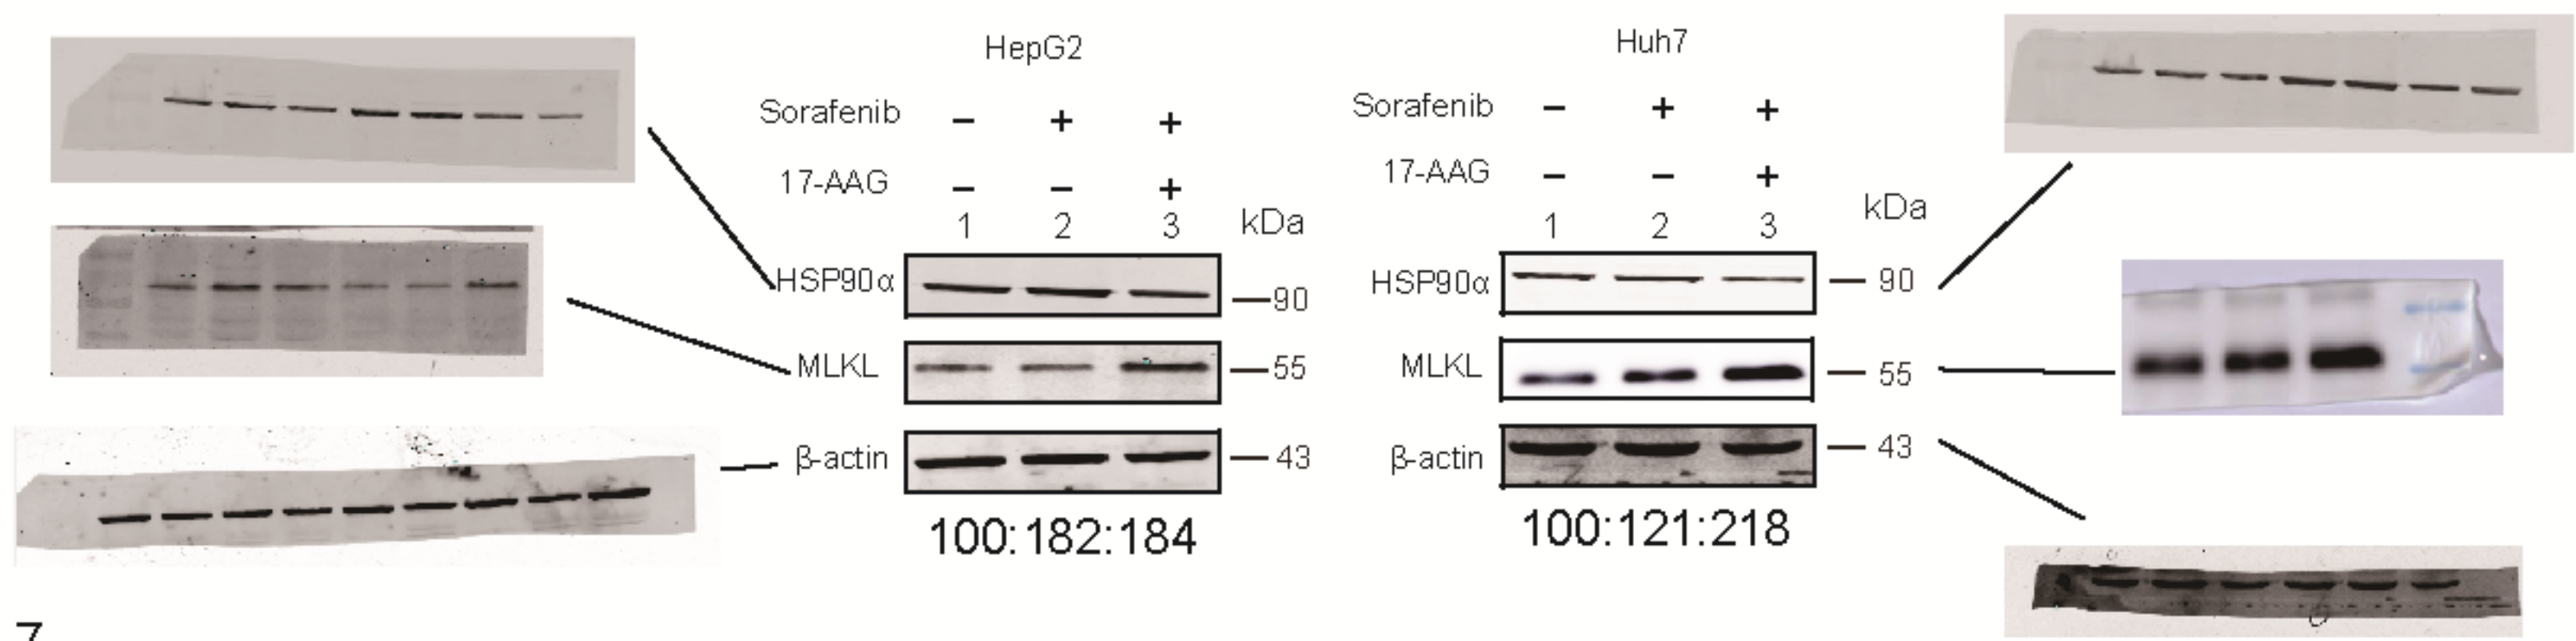 HepG2
Sorafenib − + +
17-AAG − − +
1 2 3 kDa
HSP90α —90
MLKL —55
β-actin —43
100:182:184
Huh7
Sorafenib − + +
17-AAG − − +
kDa
1 2 3
HSP90α — 90
MLKL — 55
β-actin — 43
100:121:218